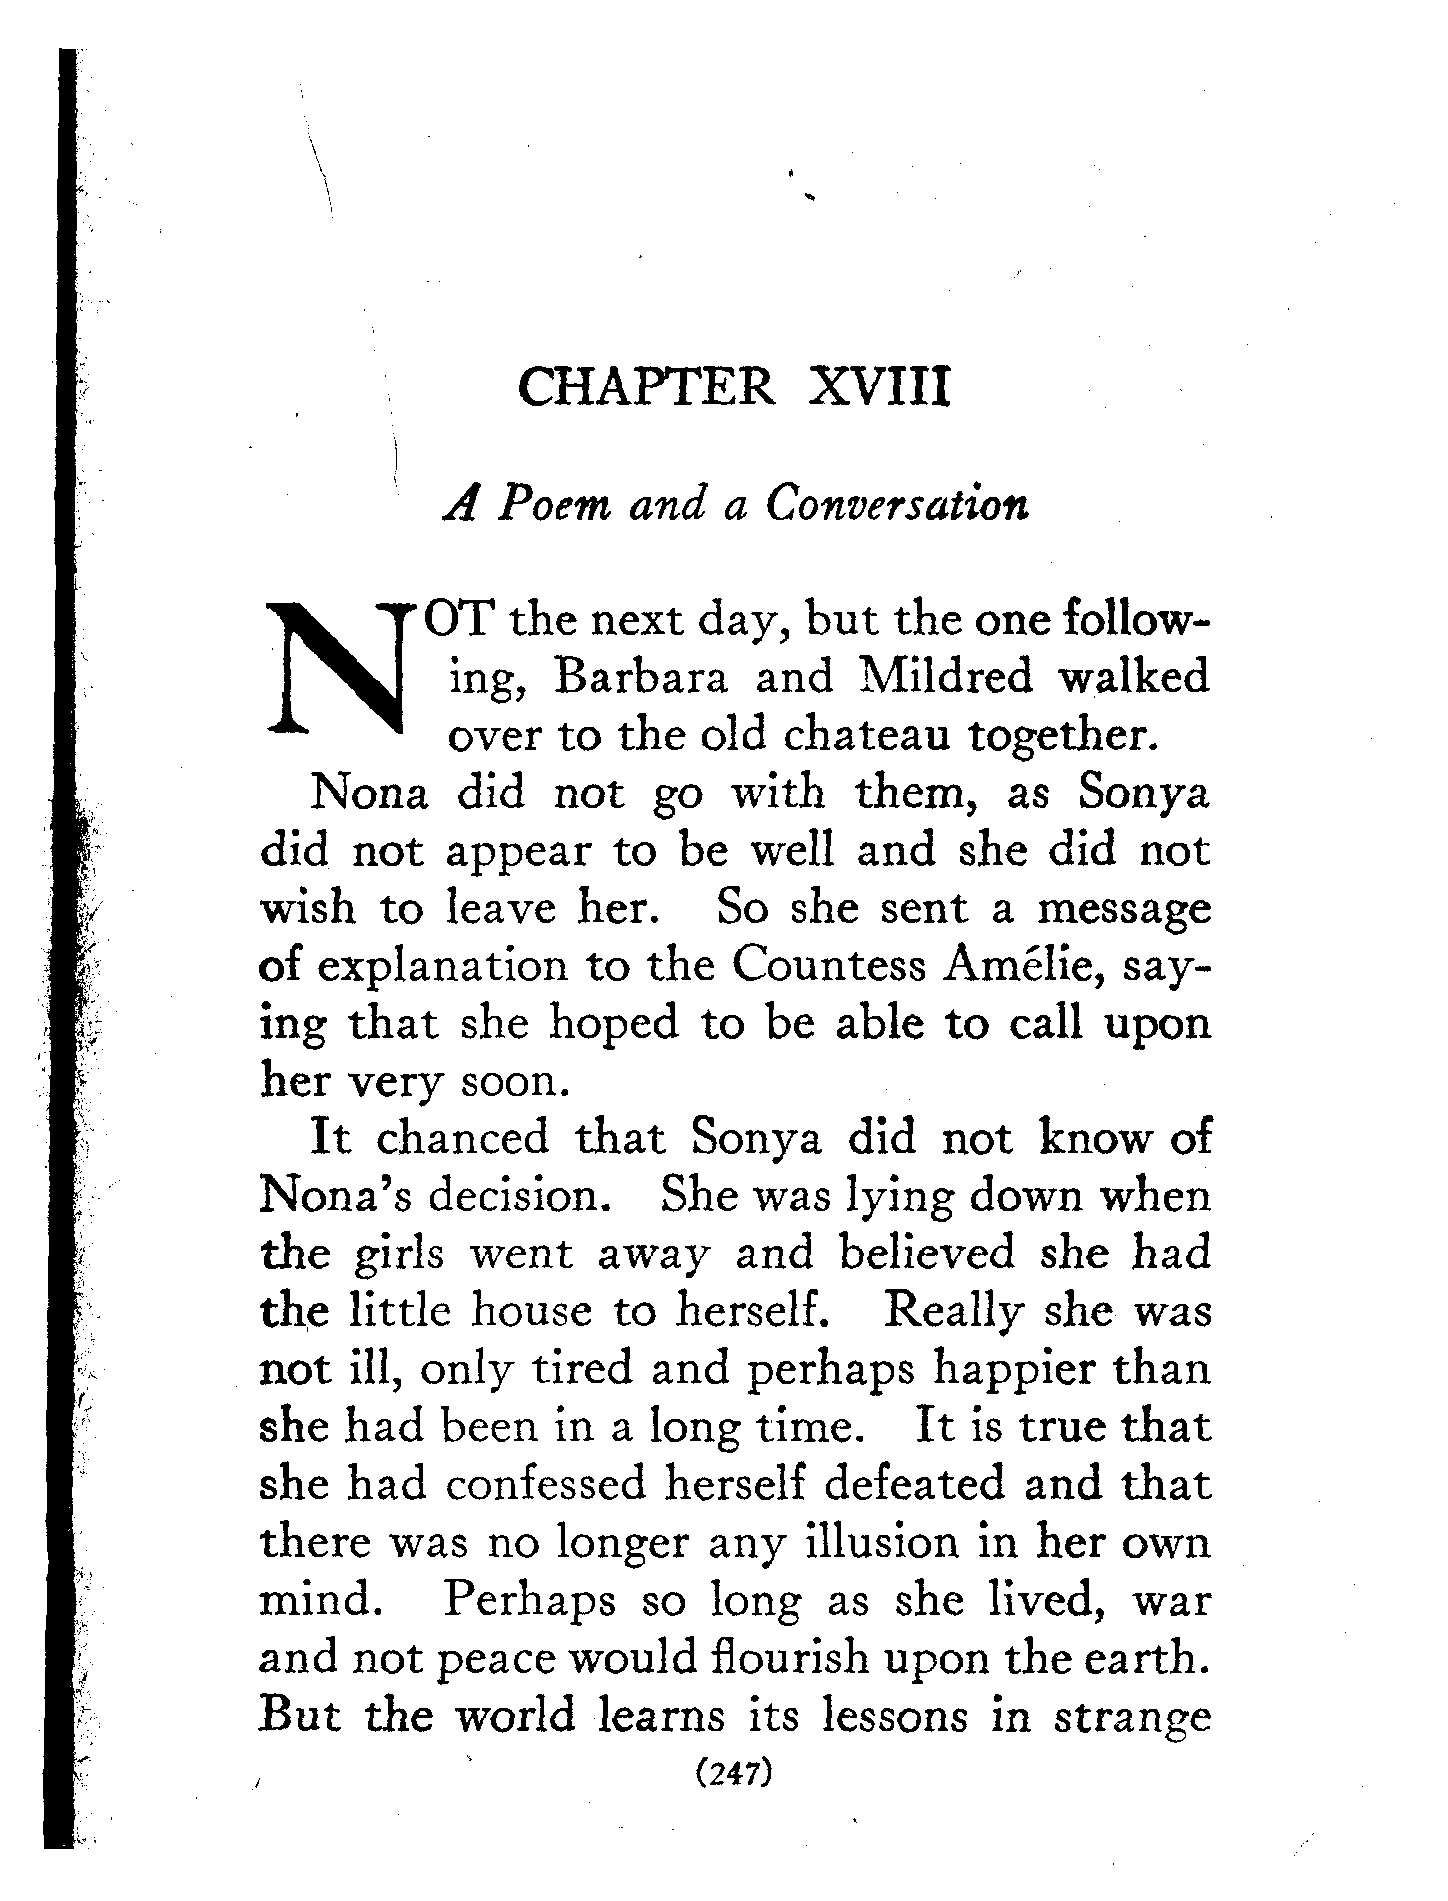 CHAPTER XVIII
A Poem and a Conversation
NOT the next day, but the one follow-
ing, Barbara and Mildred walked
over to the old chateau together.
Nona did not go with them, as Sonya
did not appear to be well and she did not
wish to leave her. So she sent a message
of explanation to the Countess Amélie, say-
ing that she hoped to be able to call upon
her very soon.
It chanced that Sonya did not know of
Nona's decision. She was lying down when
the girls went away and believed she had
the little house to herself. Really she was
not ill, only tired and perhaps happier than
she had been in a long time. It is true that
she had confessed herself defeated and that
there was no longer any illusion in her own
mind. Perhaps so long as she lived, war
and not peace would flourish upon the earth.
But the world learns its lessons in strange
(247)